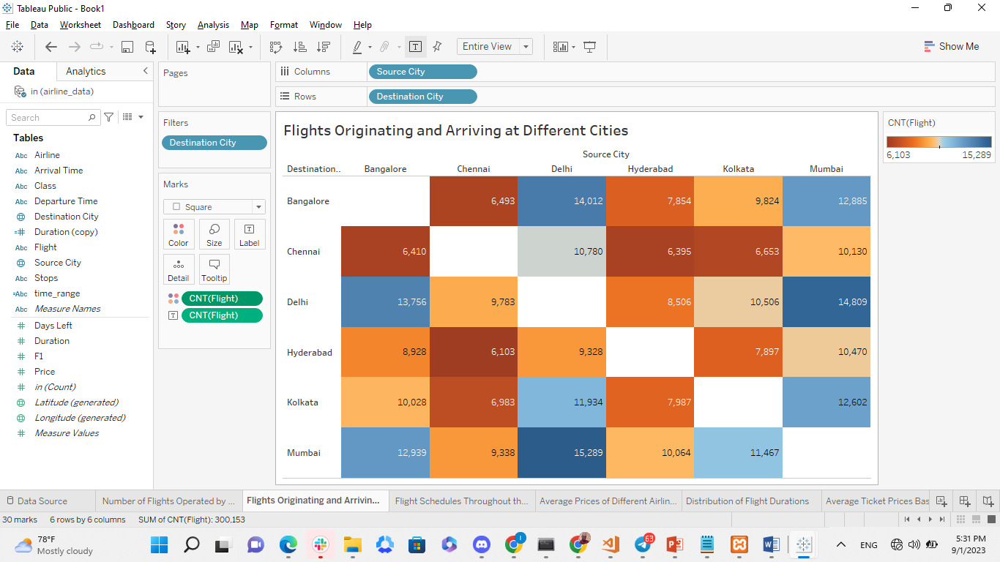 Tableau Public - Book1
File Data Worksheet Dashboard Story Analysis Map Format Window Help
Entire View
Show Me
Data Analytics
in (airline_data)
Search
Tables
Abc Airline
Abc Arrival Time
Abc Class
Abc Departure Time
Destination City
=# Duration (copy)
Abc Flight
Source City
Abc Stops
=Abc time_range
Abc Measure Names
# Days Left
# Duration
# F1
# Price
# in (Count)
Latitude (generated)
Longitude (generated)
# Measure Values
Pages
Filters
Destination City
Marks
Square
Color Size Label
Detail Tooltip
CNT(Flight)
CNT(Flight)
Columns Source City
Rows Destination City
Flights Originating and Arriving at Different Cities
Source City
Destination.. Bangalore Chennai Delhi Hyderabad Kolkata Mumbai
Bangalore 6,493 14,012 7,854 9,824 12,885
Chennai 6,410 10,780 6,395 6,653 10,130
Delhi 13,756 9,783 8,506 10,506 14,809
Hyderabad 8,928 6,103 9,328 7,897 10,470
Kolkata 10,028 6,983 11,934 7,987 12,602
Mumbai 12,939 9,338 15,289 10,064 11,467
CNT(Flight)
6,103 15,289
Data Source Number of Flights Operated by ... Flights Originating and Arrivin... Flight Schedules Throughout th... Average Prices of Different Airlin... Distribution of Flight Durations Average Ticket Prices Bas
30 marks 6 rows by 6 columns SUM of CNT(Flight): 300,153
78°F
Mostly cloudy
63
ENG
5:31 PM
9/1/2023